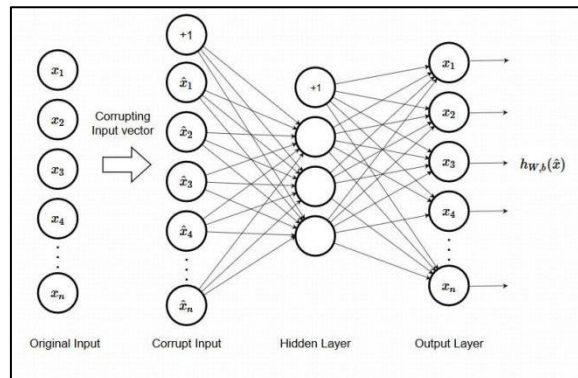 x₁
x₂
x₃
x₄
xₙ
Original Input
Corrupting
Input vector
+1
x̂₁
x̂₂
x̂₃
x̂₄
x̂ₙ
Corrupt Input
+1
Hidden Layer
x₁
x₂
x₃
x₄
xₙ
Output Layer
h_{W,b}(x̂)